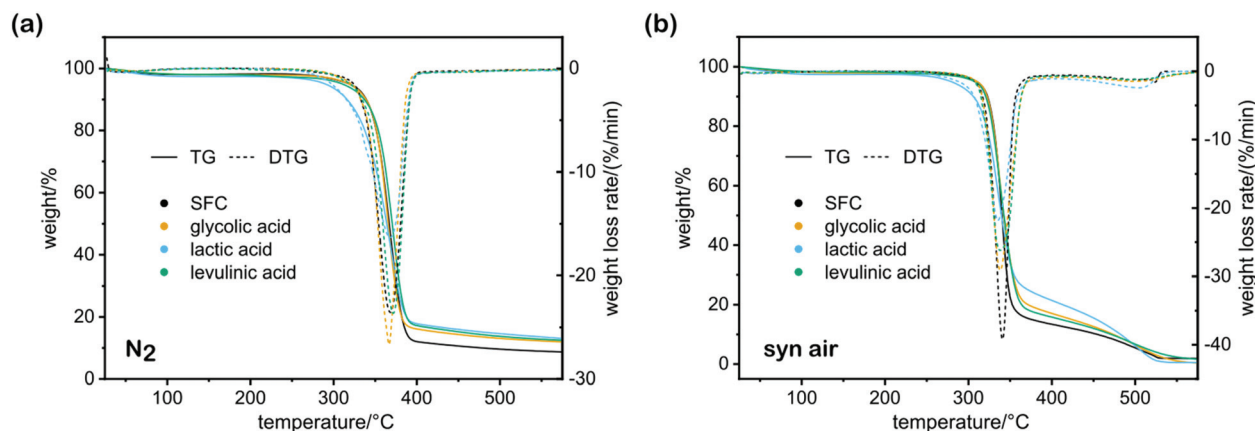 (a)
100
80
60
40
20
0
weight/%
TG DTG
SFC
glycolic acid
lactic acid
levulinic acid
N2
0
-10
-20
-30
weight loss rate/(%/min)
100 200 300 400 500
temperature/°C
(b)
100
80
60
40
20
0
weight/%
TG DTG
SFC
glycolic acid
lactic acid
levulinic acid
syn air
0
-10
-20
-30
-40
weight loss rate/(%/min)
100 200 300 400 500
temperature/°C